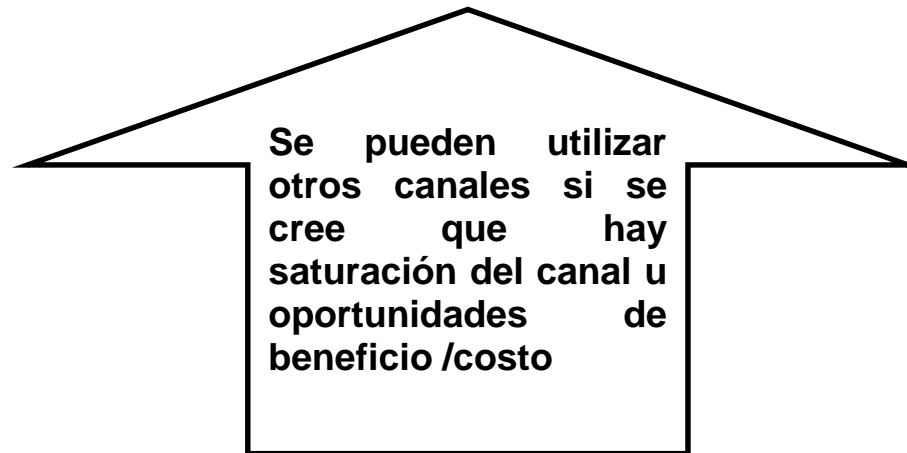 Se pueden utilizar
otros canales si se
cree que hay
saturación del canal u
oportunidades de
beneficio /costo